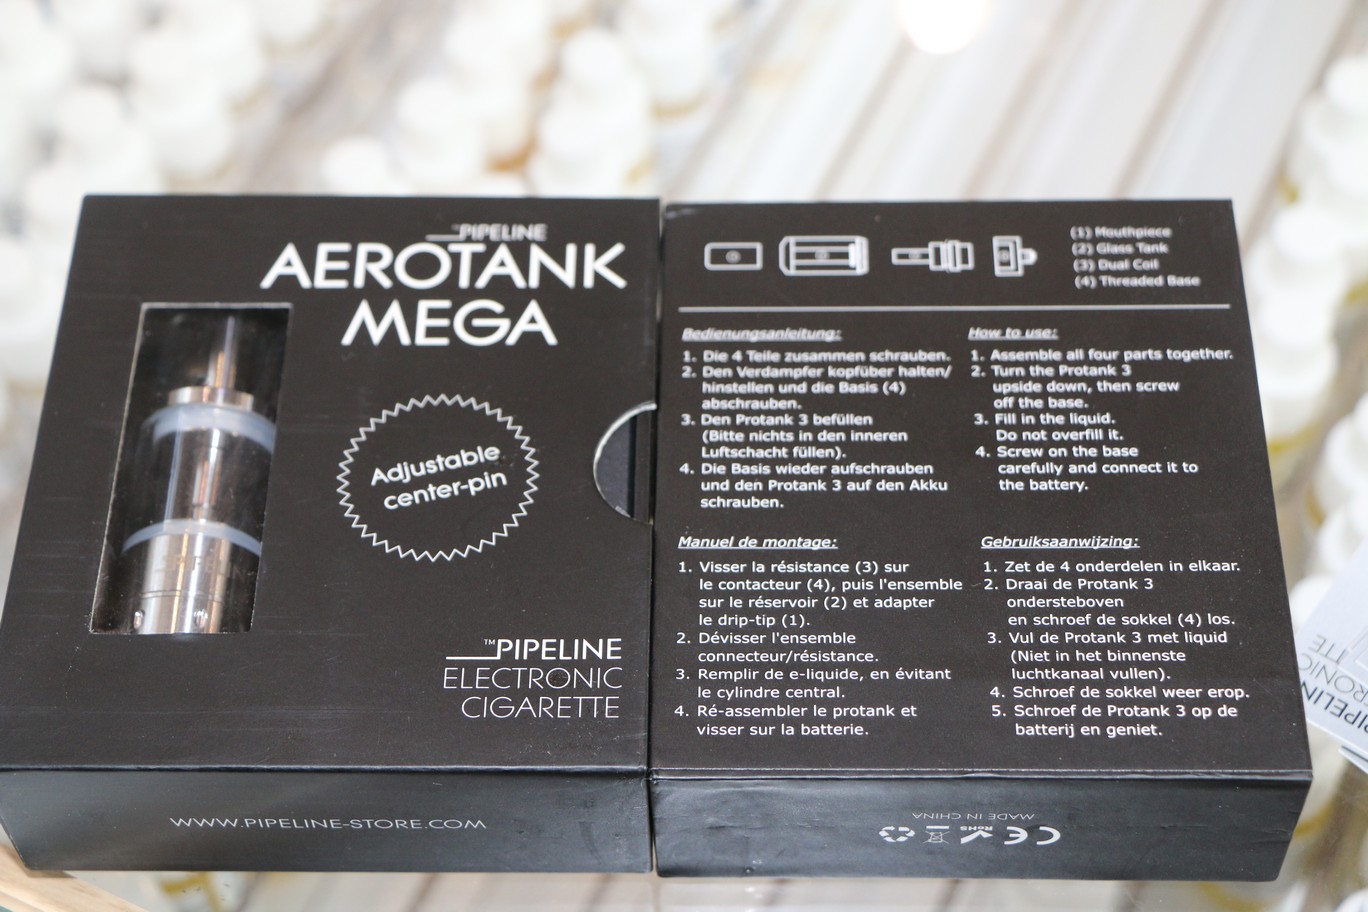 ™PIPELINE
AEROTANK
MEGA
Adjustable
center-pin
™PIPELINE
ELECTRONIC
CIGARETTE
WWW.PIPELINE-STORE.COM
(1) Mouthpiece
(2) Glass Tank
(3) Dual Coil
(4) Threaded Base
Bedienungsanleitung:
1. Die 4 Teile zusammen schrauben.
2. Den Verdampfer kopfüber halten/
hinstellen und die Basis (4)
abschrauben.
3. Den Protank 3 befüllen
(Bitte nichts in den inneren
Luftschacht füllen).
4. Die Basis wieder aufschrauben
und den Protank 3 auf den Akku
schrauben.
How to use:
1. Assemble all four parts together.
2. Turn the Protank 3
upside down, then screw
off the base.
3. Fill in the liquid.
Do not overfill it.
4. Screw on the base
carefully and connect it to
the battery.
Manuel de montage:
1. Visser la résistance (3) sur
le contacteur (4), puis l'ensemble
sur le réservoir (2) et adapter
le drip-tip (1).
2. Dévisser l'ensemble
connecteur/résistance.
3. Remplir de e-liquide, en évitant
le cylindre central.
4. Ré-assembler le protank et
visser sur la batterie.
Gebruiksaanwijzing:
1. Zet de 4 onderdelen in elkaar.
2. Draai de Protank 3
ondersteboven
en schroef de sokkel (4) los.
3. Vul de Protank 3 met liquid
(Niet in het binnenste
luchtkanaal vullen).
4. Schroef de sokkel weer erop.
5. Schroef de Protank 3 op de
batterij en geniet.
MADE IN CHINA
CE RoHS
PIPELIN